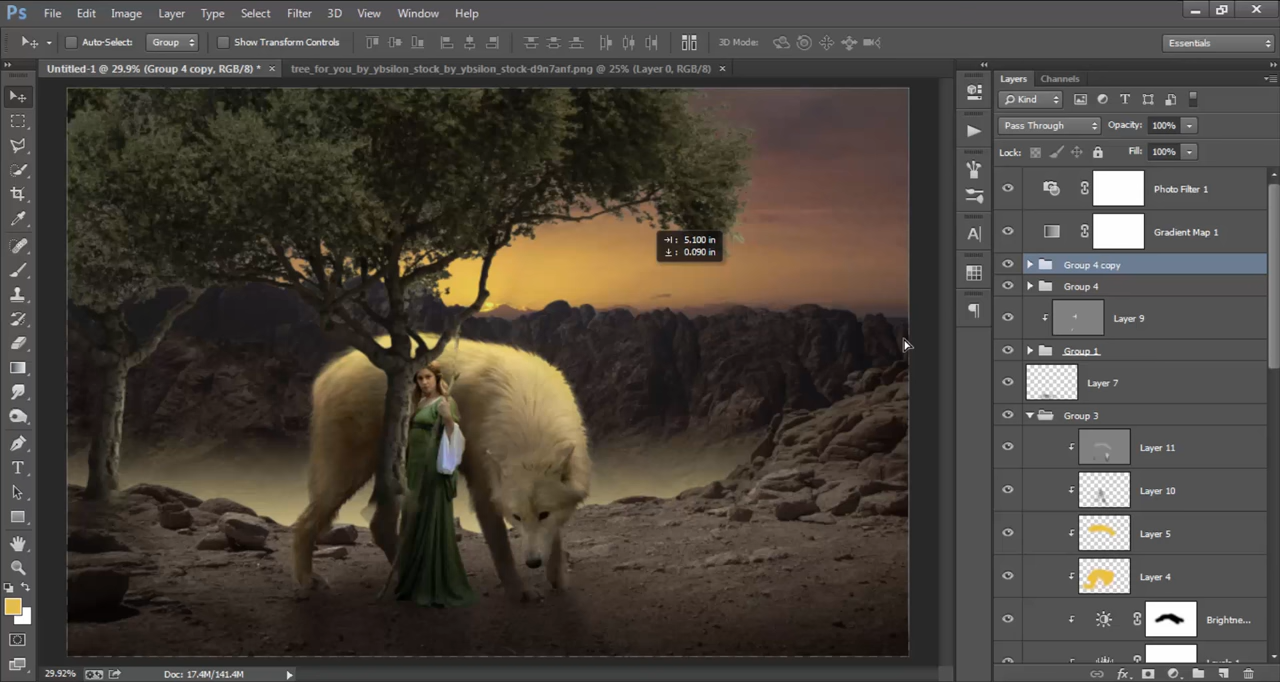 Ps File Edit Image Layer Type Select Filter 3D View Window Help
Auto-Select: Group Show Transform Controls 3D Mode: Essentials
Untitled-1 @ 29.9% (Group 4 copy, RGB/8) * × tree_for_you_by_ybsilon_stock_by_ybsilon_stock-d9n7anf.png @ 25% (Layer 0, RGB/8) ×
Layers Channels
Kind
Pass Through Opacity: 100%
Lock: Fill: 100%
Photo Filter 1
Gradient Map 1
Group 4 copy
Group 4
Layer 9
Group 1
Layer 7
Group 3
Layer 11
Layer 10
Layer 5
Layer 4
Brightne...
5.100 in
0.090 in
29.92% Doc: 17.4M/141.4M